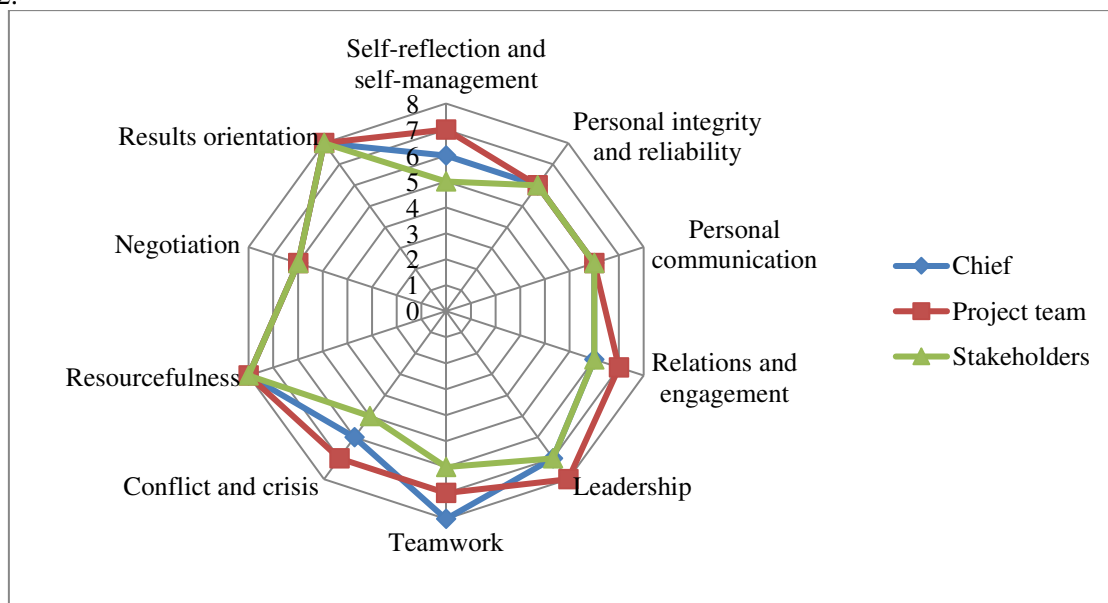 2.
Self-reflection and
self-management
Personal integrity
and reliability
Personal
communication
Relations and
engagement
Leadership
Teamwork
Conflict and crisis
Resourcefulness
Negotiation
Results orientation
8
7
6
5
4
3
2
1
0
Chief
Project team
Stakeholders